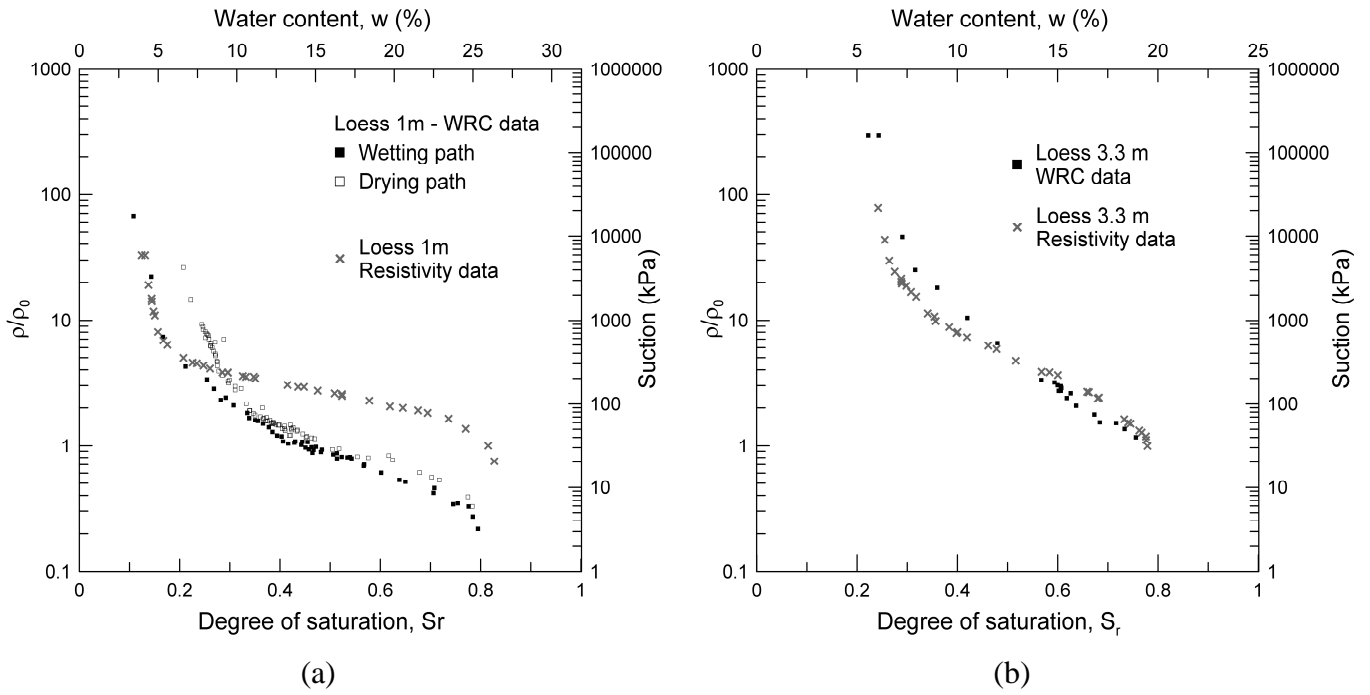 Water content, w (%)
0 5 10 15 20 25 30
1000
100
10
1
0.1
ρ/ρ0
Loess 1m - WRC data
Wetting path
Drying path
Loess 1m
Resistivity data
1000000
100000
10000
1000
100
10
1
Suction (kPa)
0 0.2 0.4 0.6 0.8 1
Degree of saturation, Sr
(a)
Water content, w (%)
0 5 10 15 20 25
1000
100
10
1
0.1
ρ/ρ0
Loess 3.3 m
WRC data
Loess 3.3 m
Resistivity data
1000000
100000
10000
1000
100
10
1
Suction (kPa)
0 0.2 0.4 0.6 0.8 1
Degree of saturation, Sr
(b)